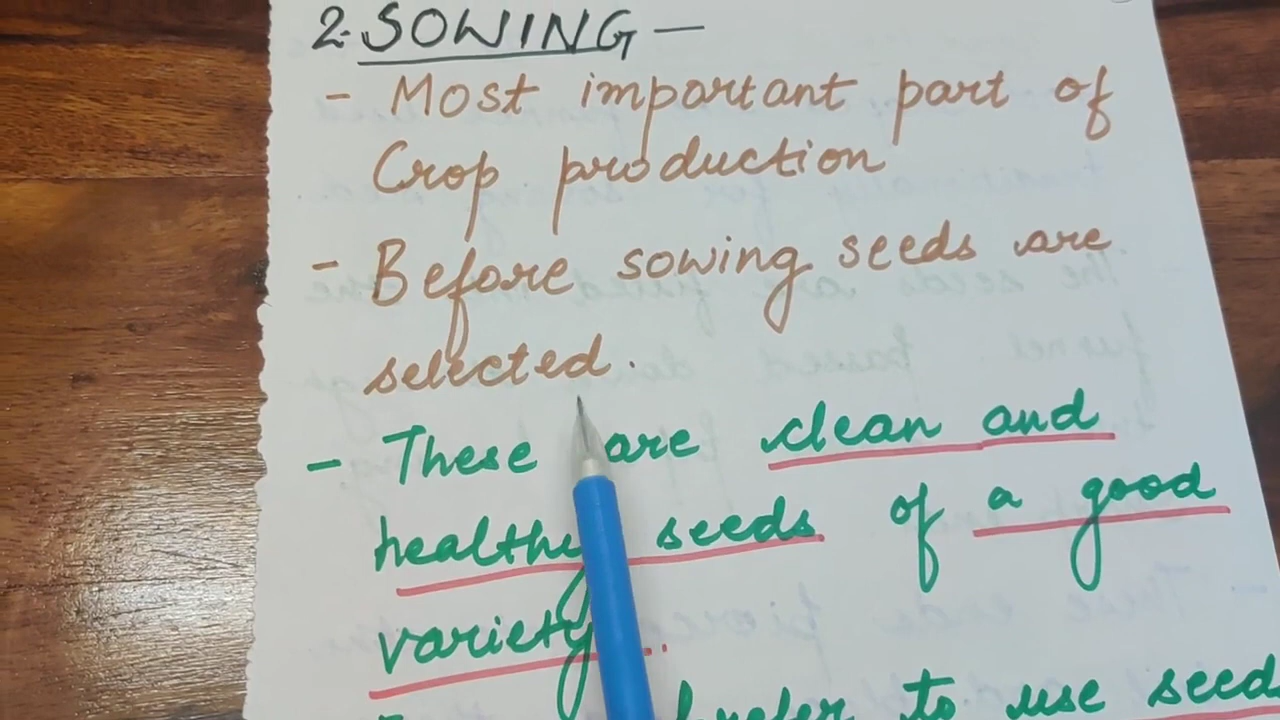 2. SOWING —
- Most important part of
Crop production
- Before sowing seeds are
selected.
- These are clean and
healthy seeds of a good
variety.
prefer to use seed